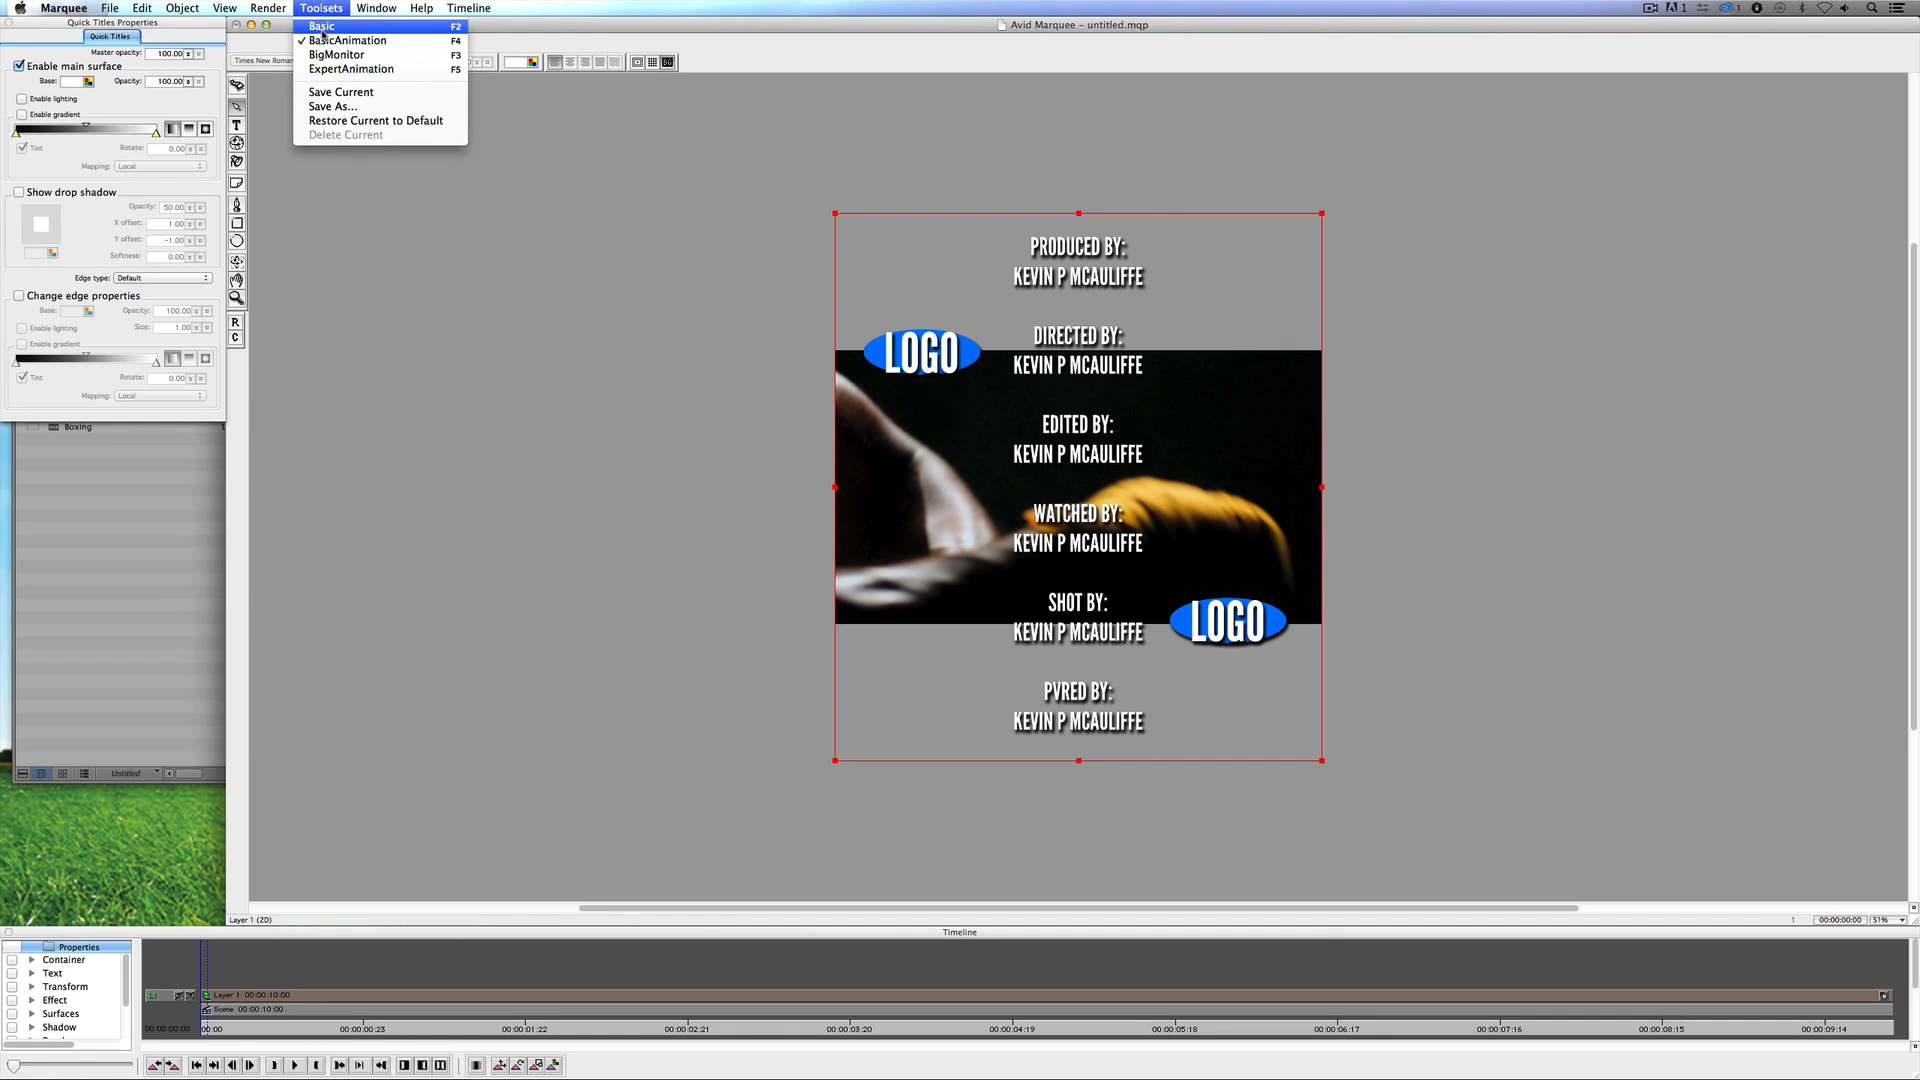 Marquee File Edit Object View Render Toolsets Window Help Timeline
1
1
Quick Titles Properties
Avid Marquee - untitled.mqp
Quick Titles
Master opacity: 100.00
Enable main surface
Base: Opacity: 100.00
Enable lighting
Enable gradient
Tint Rotate: 0.00
Mapping: Local
Show drop shadow
Opacity: 50.00
X offset: 1.00
Y offset: -1.00
Softness: 0.00
Edge type: Default
Change edge properties
Base: Opacity: 100.00
Enable lighting Size: 1.00
Enable gradient
Tint Rotate: 0.00
Mapping: Local
Boxing 1
Untitled
Basic F2
BasicAnimation F4
BigMonitor F3
ExpertAnimation F5
Save Current
Save As...
Restore Current to Default
Delete Current
Times New Roman
BG
T
R
C
PRODUCED BY:
KEVIN P MCAULIFFE
DIRECTED BY:
KEVIN P MCAULIFFE
LOGO
EDITED BY:
KEVIN P MCAULIFFE
WATCHED BY:
KEVIN P MCAULIFFE
SHOT BY:
KEVIN P MCAULIFFE
LOGO
PVRED BY:
KEVIN P MCAULIFFE
Layer 1 (2D) 1 00:00:00:00 51%
Timeline
Properties
Container
Text
Transform
Effect
Surfaces
Shadow
L1 Layer 1 00:00:10:00
Scene 00:00:10:00
00:00:00:00 00:00 00:00:00:23 00:00:01:22 00:00:02:21 00:00:03:20 00:00:04:19 00:00:05:18 00:00:06:17 00:00:07:16 00:00:08:15 00:00:09:14